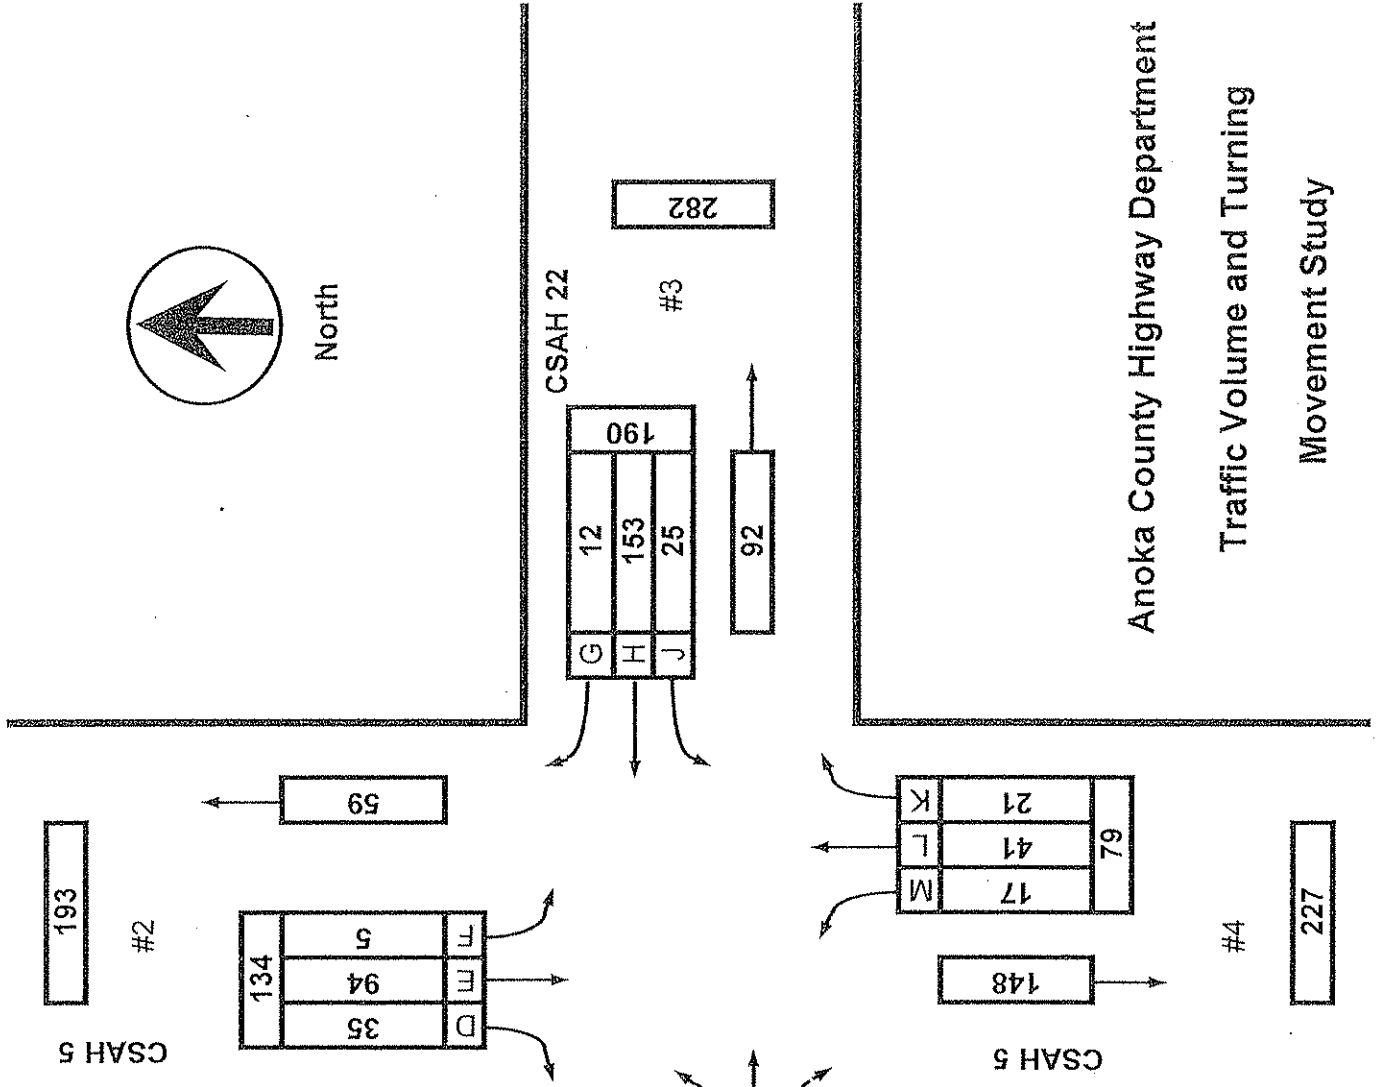 North
CSAH 22
#3
282
190
G 12
H 153
J 25
92
193
#2
CSAH 5
134
35 94 5
D E F
59
M L K
17 41 21
79
148
#4
227
CSAH 5
Anoka County Highway Department
Traffic Volume and Turning
Movement Study